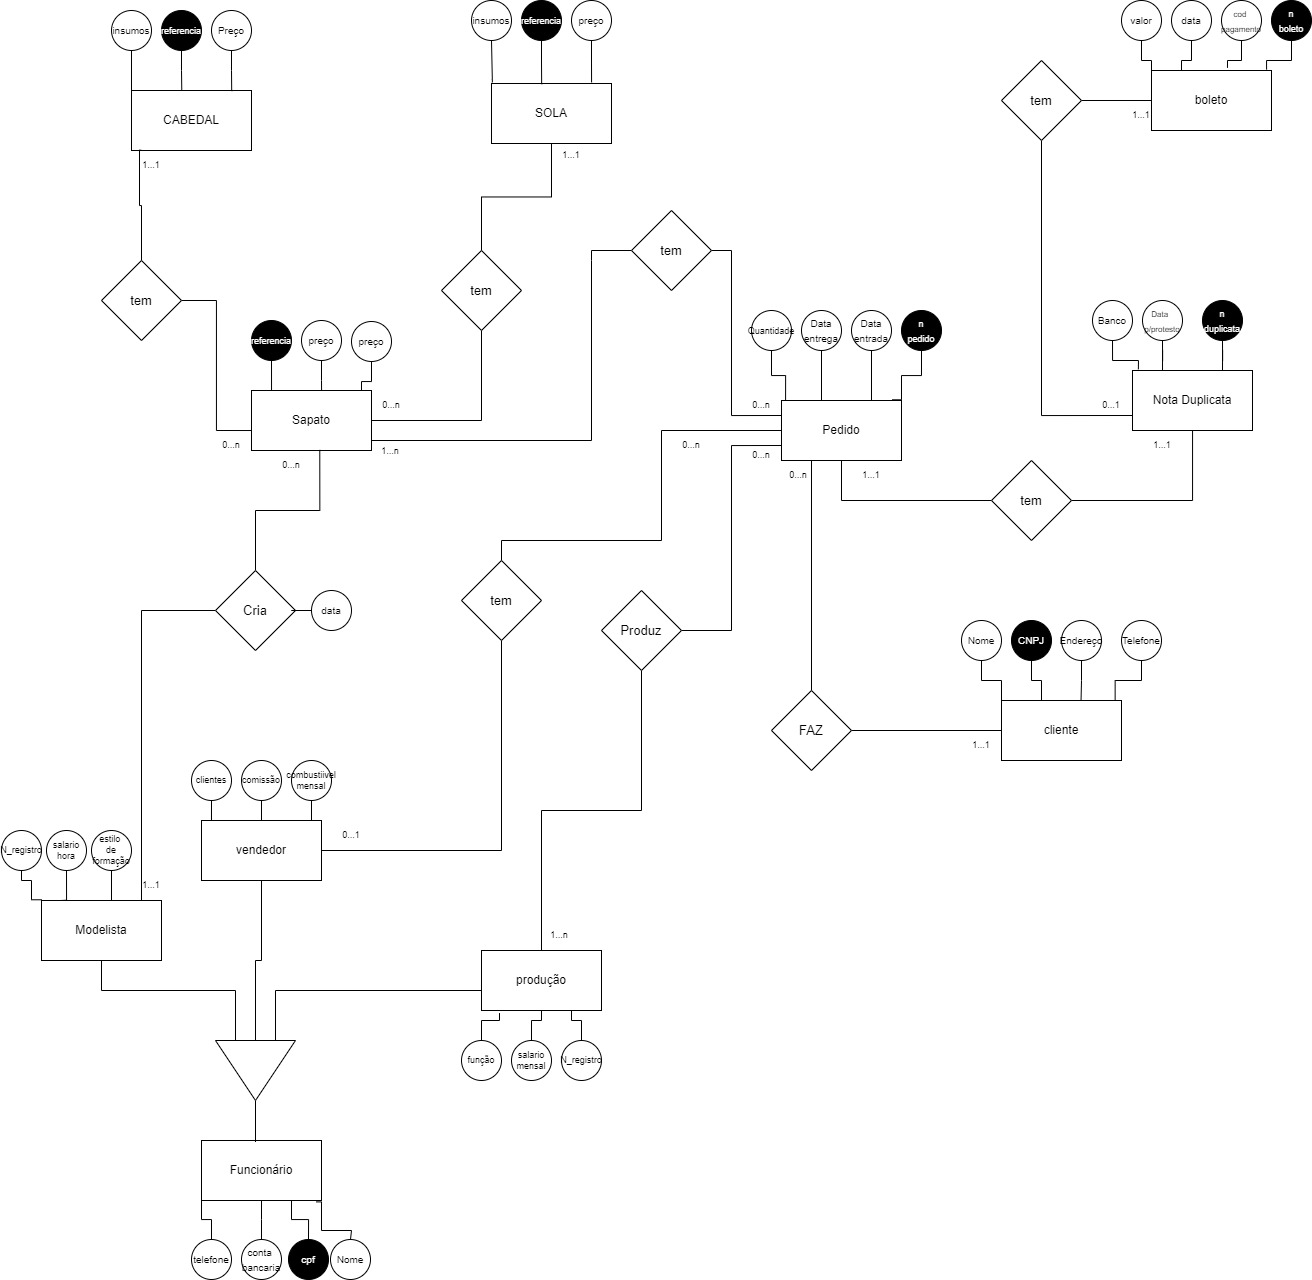 insumos
referencia
Preço
insumos
referencia
preço
valor
data
cod
pagamento
n
boleto
CABEDAL
SOLA
tem
boleto
1...1
1...1
1...1
tem
tem
tem
referencia
preço
preço
Quantidade
Data
entrega
Data
entrada
n
pedido
Banco
Data
p/protesto
n
duplicata
Sapato
0...n
0...n
0...n
1...n
0...n
Pedido
0...n
0...n
0...n
1...1
0...1
Nota Duplicata
1...1
tem
Cria
data
tem
Produz
Nome
CNPJ
Endereço
Telefone
FAZ
cliente
1...1
clientes
comissão
combustiivel
mensal
vendedor
0...1
N_registro
salario
hora
estilo
de
formação
1...1
Modelista
1...n
produção
função
salario
mensal
N_registro
Funcionário
telefone
conta
bancaria
cpf
Nome